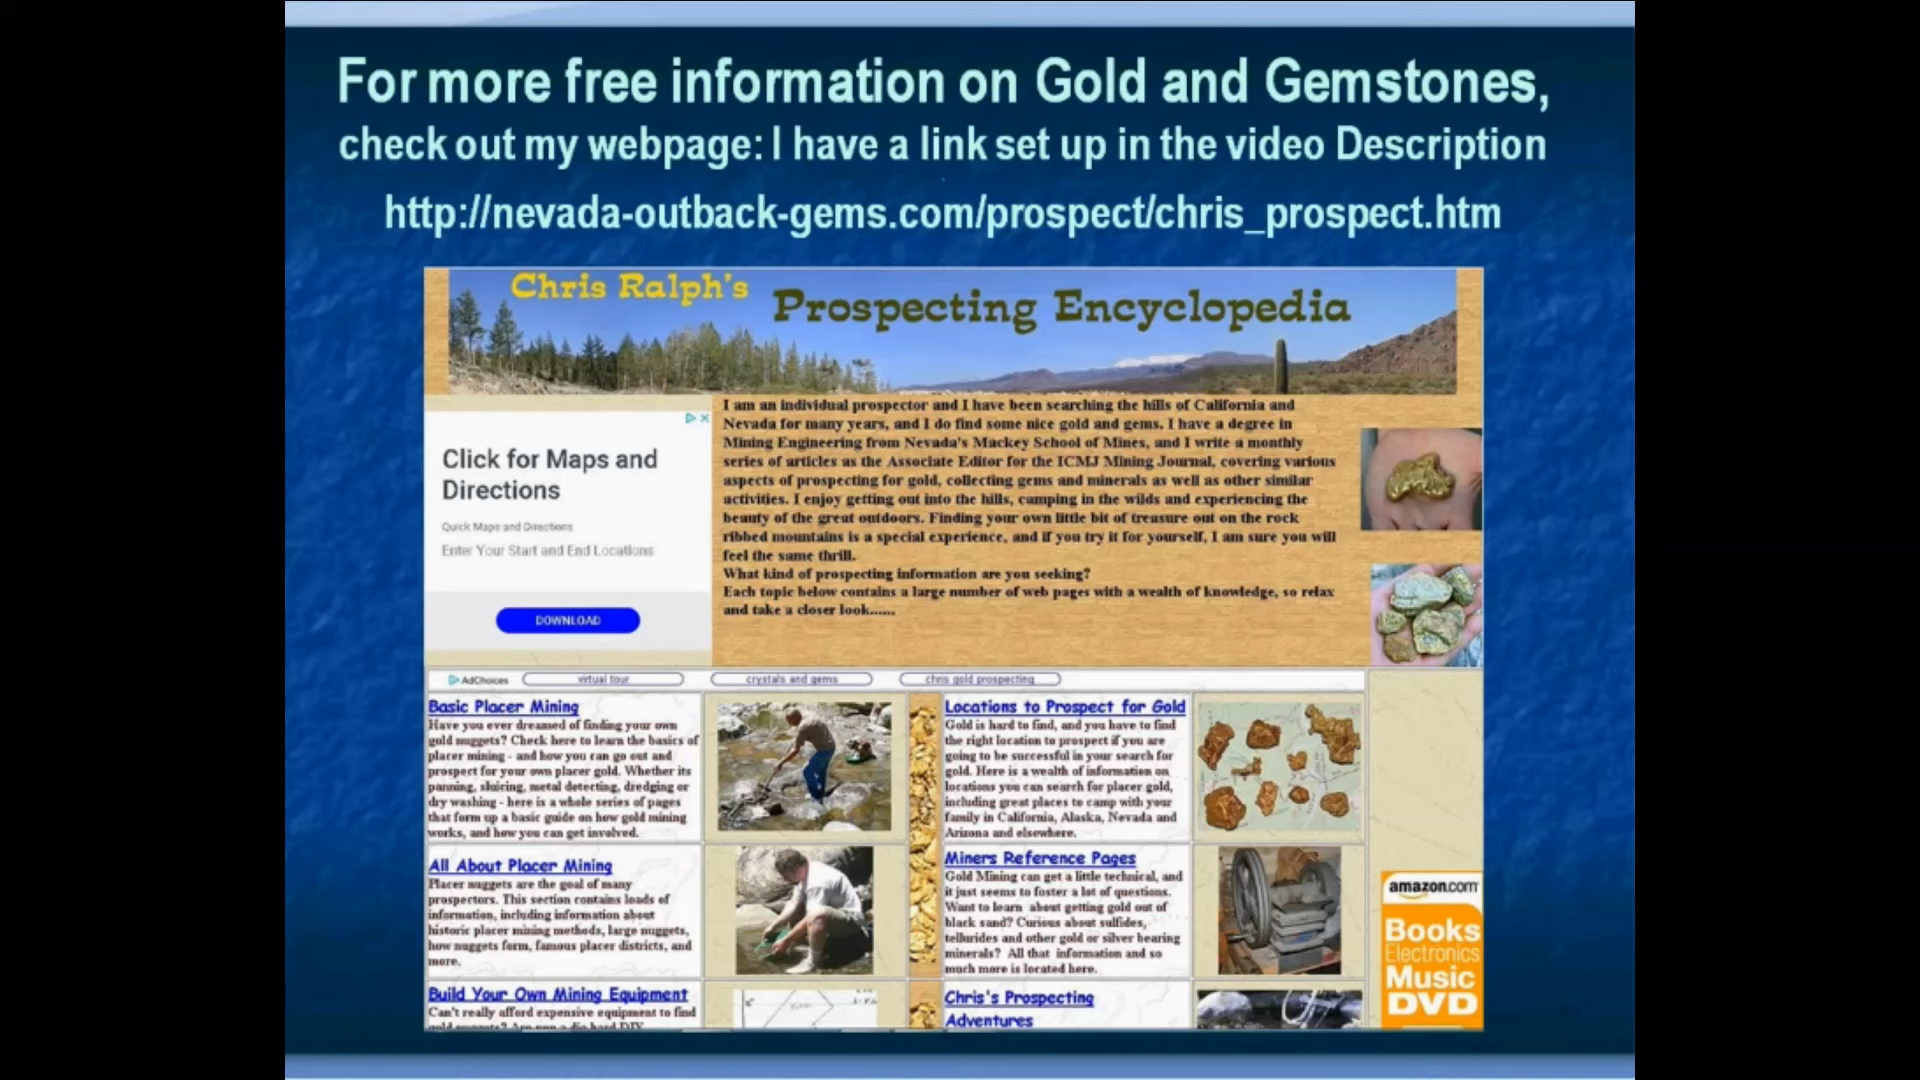 For more free information on Gold and Gemstones,
check out my webpage: I have a link set up in the video Description
http://nevada-outback-gems.com/prospect/chris_prospect.htm
Chris Ralph's
Prospecting Encyclopedia
Click for Maps and
Directions
Quick Maps and Directions
Enter Your Start and End Locations
DOWNLOAD
I am an individual prospector and I have been searching the hills of California and
Nevada for many years, and I do find some nice gold and gems. I have a degree in
Mining Engineering from Nevada's Mackey School of Mines, and I write a monthly
series of articles as the Associate Editor for the ICMJ Mining Journal, covering various
aspects of prospecting for gold, collecting gems and minerals as well as other similar
activities. I enjoy getting out into the hills, camping in the wilds and experiencing the
beauty of the great outdoors. Finding your own little bit of treasure out on the rock
ribbed mountains is a special experience, and if you try it for yourself, I am sure you will
feel the same thrill.
What kind of prospecting information are you seeking?
Each topic below contains a large number of web pages with a wealth of knowledge, so relax
and take a closer look......
AdChoices
virtual tour
crystals and gems
chris gold prospecting
Basic Placer Mining
Have you ever dreamed of finding your own
gold nuggets? Check here to learn the basics of
placer mining - and how you can go out and
prospect for your own placer gold. Whether its
panning, sluicing, metal detecting, dredging or
dry washing - here is a whole series of pages
that form up a basic guide on how gold mining
works, and how you can get involved.
Locations to Prospect for Gold
Gold is hard to find, and you have to find
the right location to prospect if you are
going to be successful in your search for
gold. Here is a wealth of information on
locations you can search for placer gold,
including great places to camp with your
family in California, Alaska, Nevada and
Arizona and elsewhere.
All About Placer Mining
Placer nuggets are the goal of many
prospectors. This section contains loads of
information, including information about
historic placer mining methods, large nuggets,
how nuggets form, famous placer districts, and
more.
Miners Reference Pages
Gold Mining can get a little technical, and
it just seems to foster a lot of questions.
Want to learn about getting gold out of
black sand? Curious about sulfides,
tellurides and other gold or silver bearing
minerals? All that information and so
much more is located here.
Build Your Own Mining Equipment
Can't really afford expensive equipment to find
gold nuggets? Are you a die hard DIY
Chris's Prospecting
Adventures
amazon.com
Books
Electronics
Music
DVD